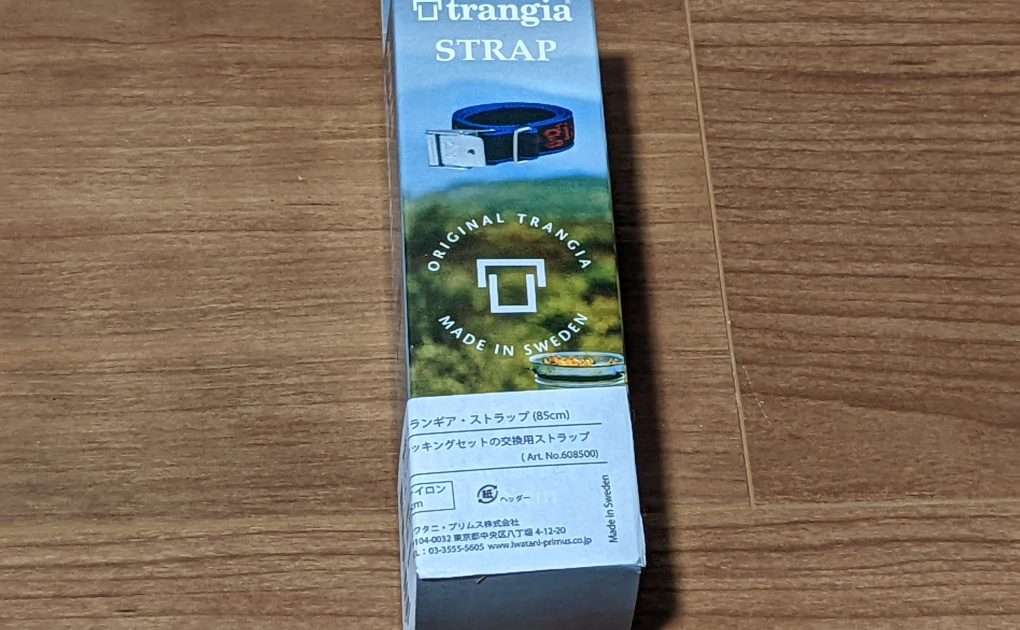 trangia
STRAP
ORIGINAL TRANGIA
MADE IN SWEDEN
ランギア・ストラップ (85cm)
ッキングセットの交換用ストラップ
( Art. No.608500)
イロン
cm
紙 ヘッダー
ワタニ・プリムス株式会社
104-0032 東京都中央区八丁堀 4-12-20
L : 03-3555-5605 www.iwatani-primus.co.jp
Made in Sweden